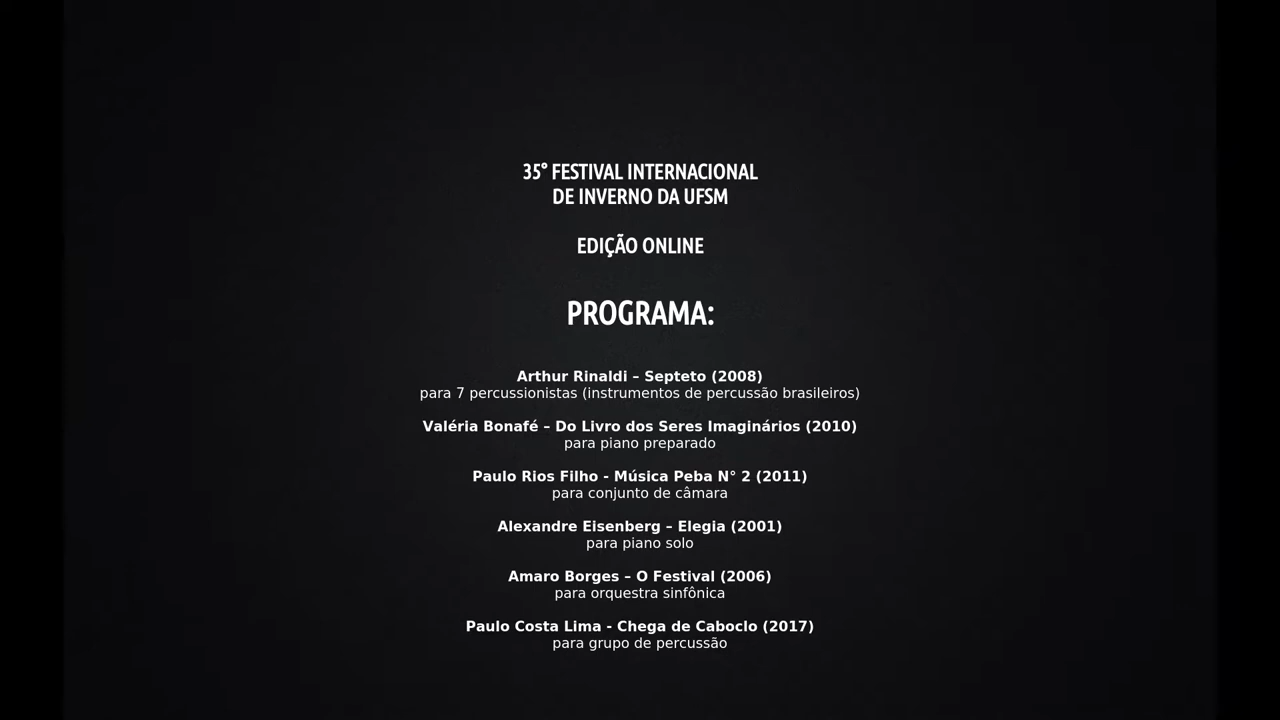 35° FESTIVAL INTERNACIONAL
DE INVERNO DA UFSM
EDIÇÃO ONLINE
PROGRAMA:
Arthur Rinaldi – Septeto (2008)
para 7 percussionistas (instrumentos de percussão brasileiros)
Valéria Bonafé – Do Livro dos Seres Imaginários (2010)
para piano preparado
Paulo Rios Filho - Música Peba N° 2 (2011)
para conjunto de câmara
Alexandre Eisenberg – Elegia (2001)
para piano solo
Amaro Borges – O Festival (2006)
para orquestra sinfônica
Paulo Costa Lima - Chega de Caboclo (2017)
para grupo de percussão